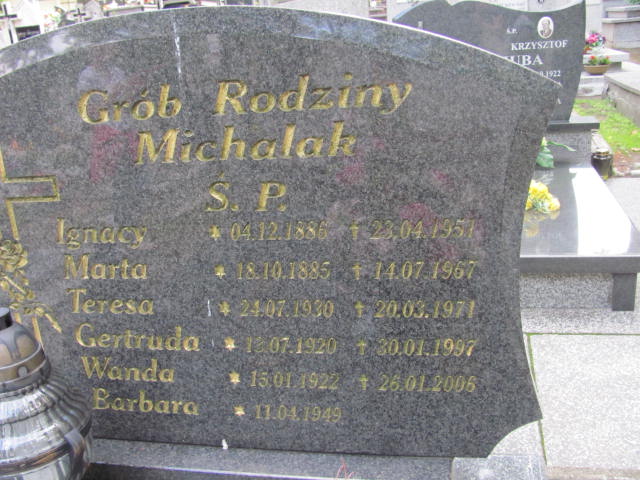 Grób Rodziny
Michalak
Ś. P.
Ignacy * 04.12.1886 † 23.04.1951
Marta * 18.10.1885 † 14.07.1967
Teresa * 24.07.1930 † 20.03.1971
Gertruda * 13.07.1920 † 30.01.1997
Wanda * 15.01.1922 † 26.01.2006
Barbara * 11.04.1949
Ś.P.
KRZYSZTOF